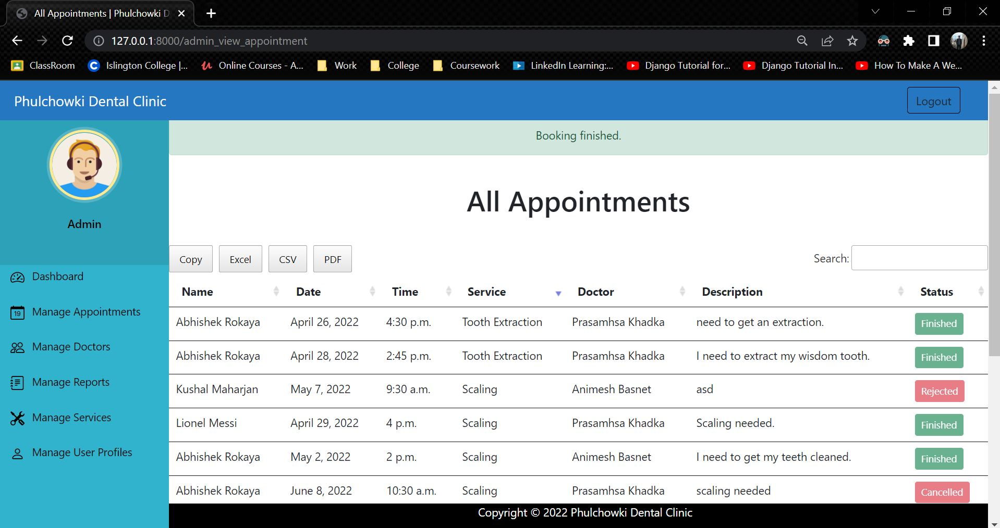 All Appointments | Phulchowki D
127.0.0.1:8000/admin_view_appointment
ClassRoom Islington College |... Online Courses - A... Work College Coursework LinkedIn Learning:... Django Tutorial for... Django Tutorial In... How To Make A We...
Phulchowki Dental Clinic Logout
Booking finished.
Admin
Dashboard
19 Manage Appointments
Manage Doctors
Manage Reports
Manage Services
Manage User Profiles
All Appointments
Copy Excel CSV PDF Search:
Name Date Time Service Doctor Description Status
Abhishek Rokaya April 26, 2022 4:30 p.m. Tooth Extraction Prasamhsa Khadka need to get an extraction. Finished
Abhishek Rokaya April 28, 2022 2:45 p.m. Tooth Extraction Prasamhsa Khadka I need to extract my wisdom tooth. Finished
Kushal Maharjan May 7, 2022 9:30 a.m. Scaling Animesh Basnet asd Rejected
Lionel Messi April 29, 2022 4 p.m. Scaling Prasamhsa Khadka Scaling needed. Finished
Abhishek Rokaya May 2, 2022 2 p.m. Scaling Animesh Basnet I need to get my teeth cleaned. Finished
Abhishek Rokaya June 8, 2022 10:30 a.m. Scaling Prasamhsa Khadka scaling needed Cancelled
Copyright © 2022 Phulchowki Dental Clinic